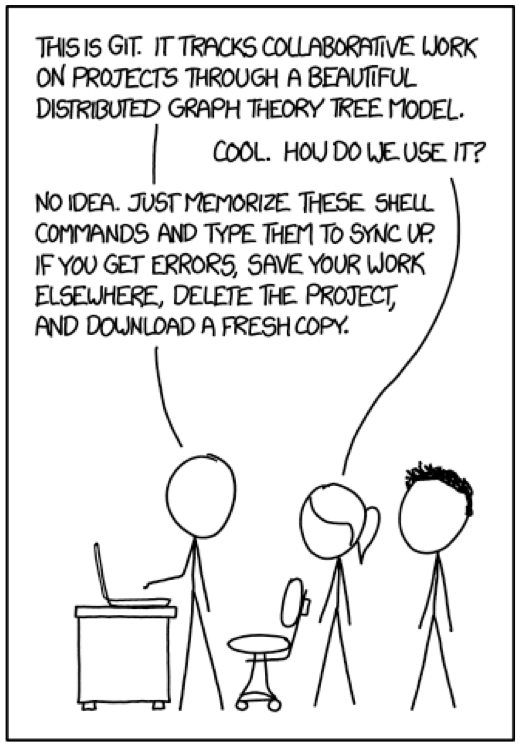 THIS IS GIT. IT TRACKS COLLABORATIVE WORK
ON PROJECTS THROUGH A BEAUTIFUL
DISTRIBUTED GRAPH THEORY TREE MODEL.
COOL. HOW DO WE USE IT?
NO IDEA. JUST MEMORIZE THESE SHELL
COMMANDS AND TYPE THEM TO SYNC UP.
IF YOU GET ERRORS, SAVE YOUR WORK
ELSEWHERE, DELETE THE PROJECT,
AND DOWNLOAD A FRESH COPY.